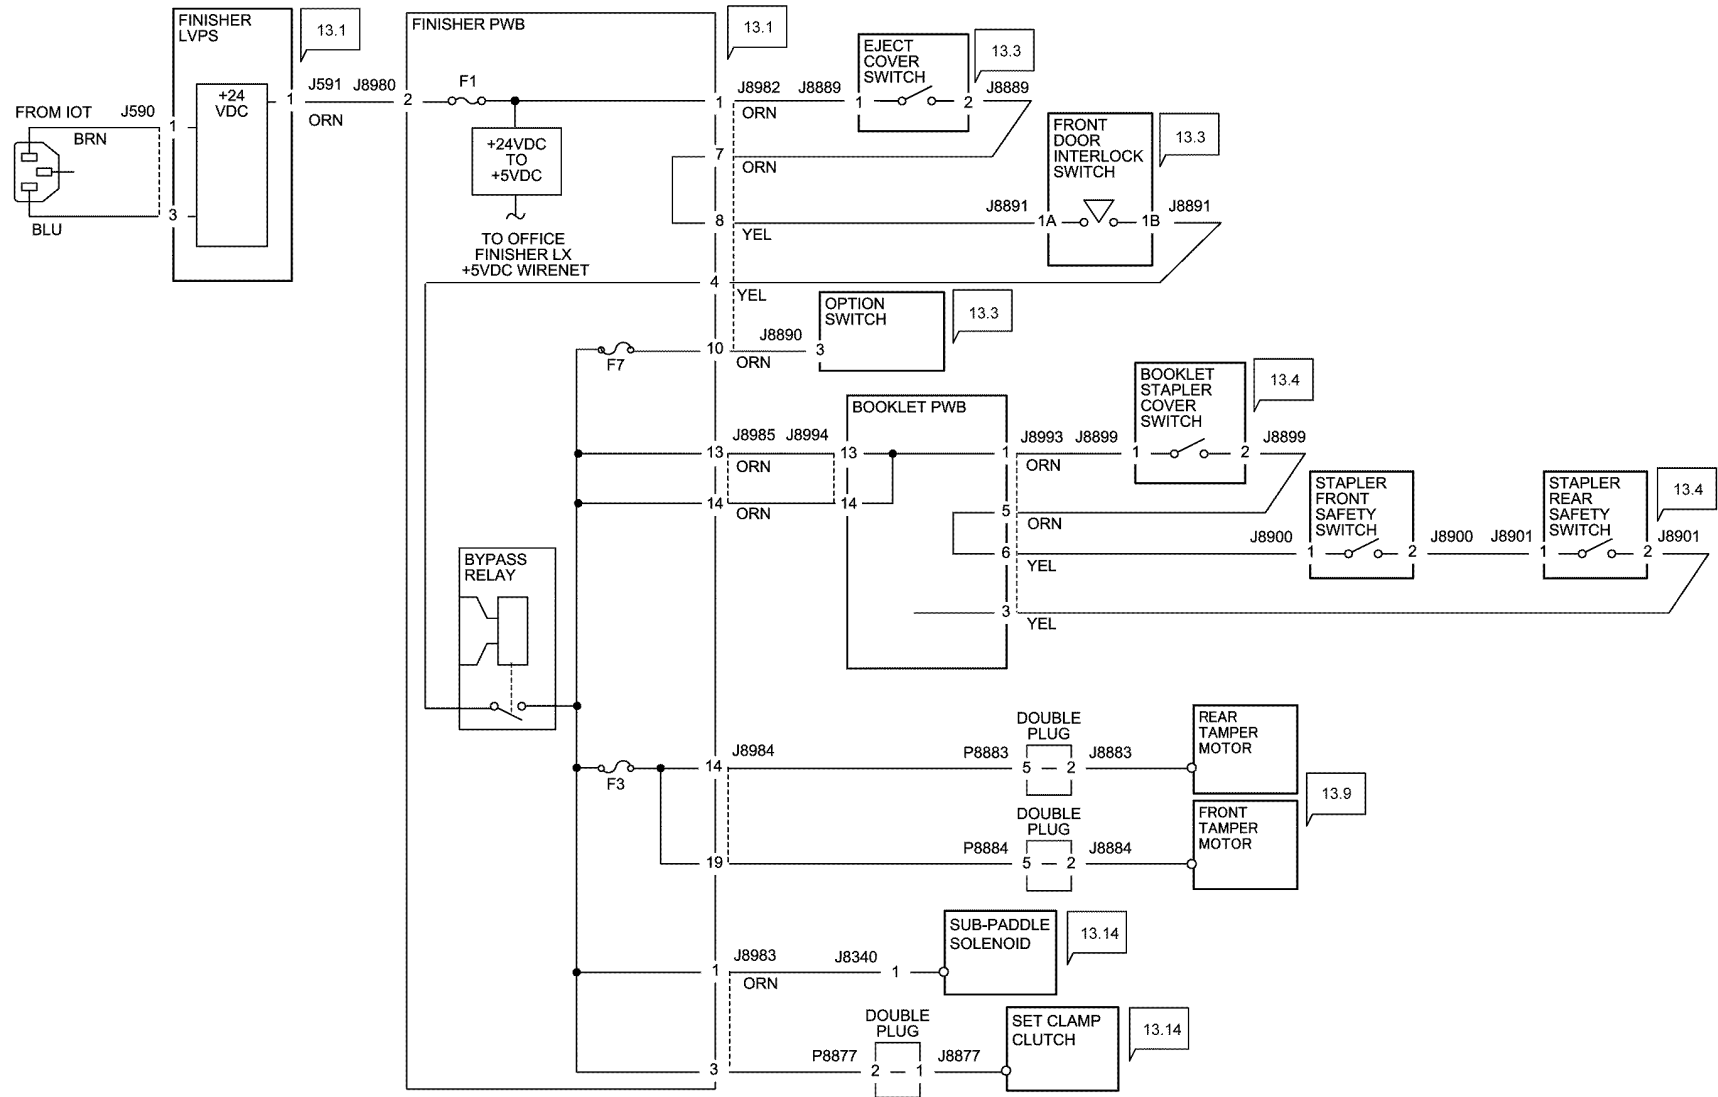 FINISHER
LVPS
13.1
FINISHER PWB
13.1
EJECT
COVER
SWITCH
13.3
FROM IOT
J590
1
BRN
+24
VDC
1
J591
J8980
ORN
2
F1
1
J8982
J8889
ORN
1
2
J8889
FRONT
DOOR
INTERLOCK
SWITCH
13.3
+24VDC
TO
+5VDC
7
ORN
3
BLU
8
YEL
J8891
1A
1B
J8891
TO OFFICE
FINISHER LX
+5VDC WIRENET
4
YEL
OPTION
SWITCH
13.3
F7
10
ORN
J8890
3
BOOKLET
STAPLER
COVER
SWITCH
13.4
BOOKLET PWB
13
J8985
J8994
ORN
13
1
J8993
J8899
ORN
1
2
J8899
14
ORN
14
5
ORN
STAPLER
FRONT
SAFETY
SWITCH
STAPLER
REAR
SAFETY
SWITCH
13.4
6
YEL
J8900
1
2
J8900
J8901
1
2
J8901
3
YEL
BYPASS
RELAY
F3
14
J8984
DOUBLE
PLUG
P8883
5
2
J8883
REAR
TAMPER
MOTOR
13.9
19
DOUBLE
PLUG
P8884
5
2
J8884
FRONT
TAMPER
MOTOR
1
J8983
ORN
J8340
1
SUB-PADDLE
SOLENOID
13.14
3
DOUBLE
PLUG
P8877
2
1
J8877
SET CLAMP
CLUTCH
13.14